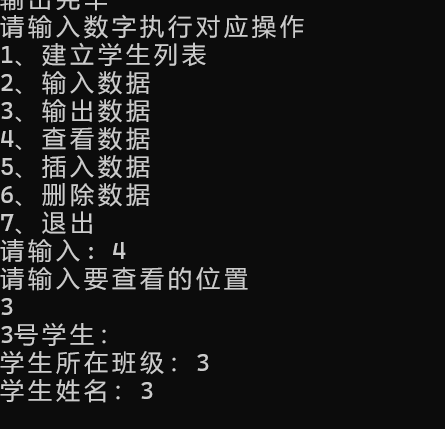 输出完毕
请输入数字执行对应操作
1、建立学生列表
2、输入数据
3、输出数据
4、查看数据
5、插入数据
6、删除数据
7、退出
请输入: 4
请输入要查看的位置
3
3号学生:
学生所在班级: 3
学生姓名: 3